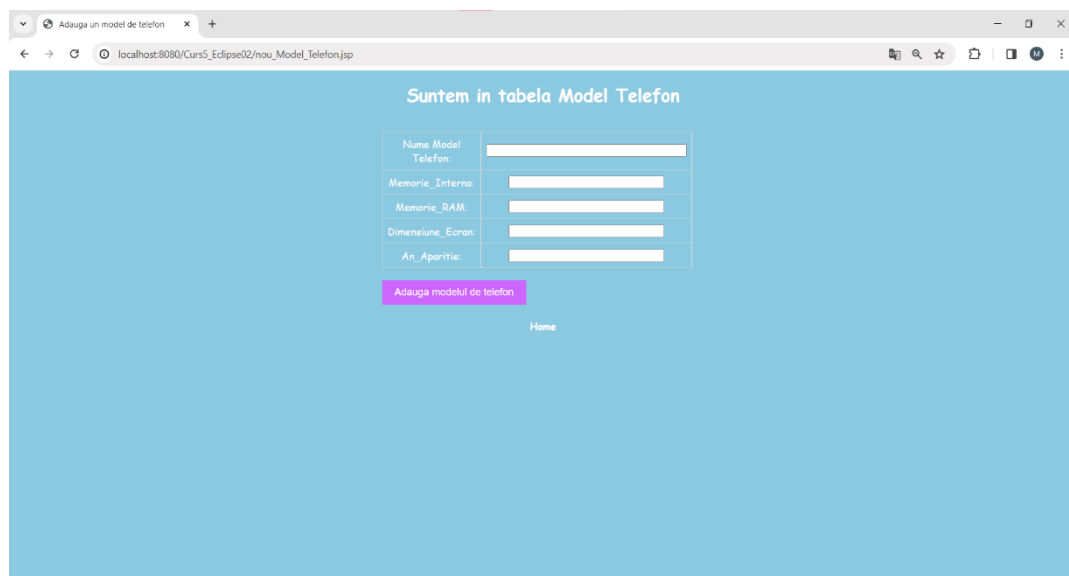 Adauga un model de telefon
localhost:8080/Curs5_Eclipse02/nou_Model_Telefon.jsp
M
Suntem in tabela Model Telefon
Nume Model
Telefon:
Memorie_Interna:
Memorie_RAM:
Dimensiune_Ecran:
An_Aparitie:
Adauga modelul de telefon
Home